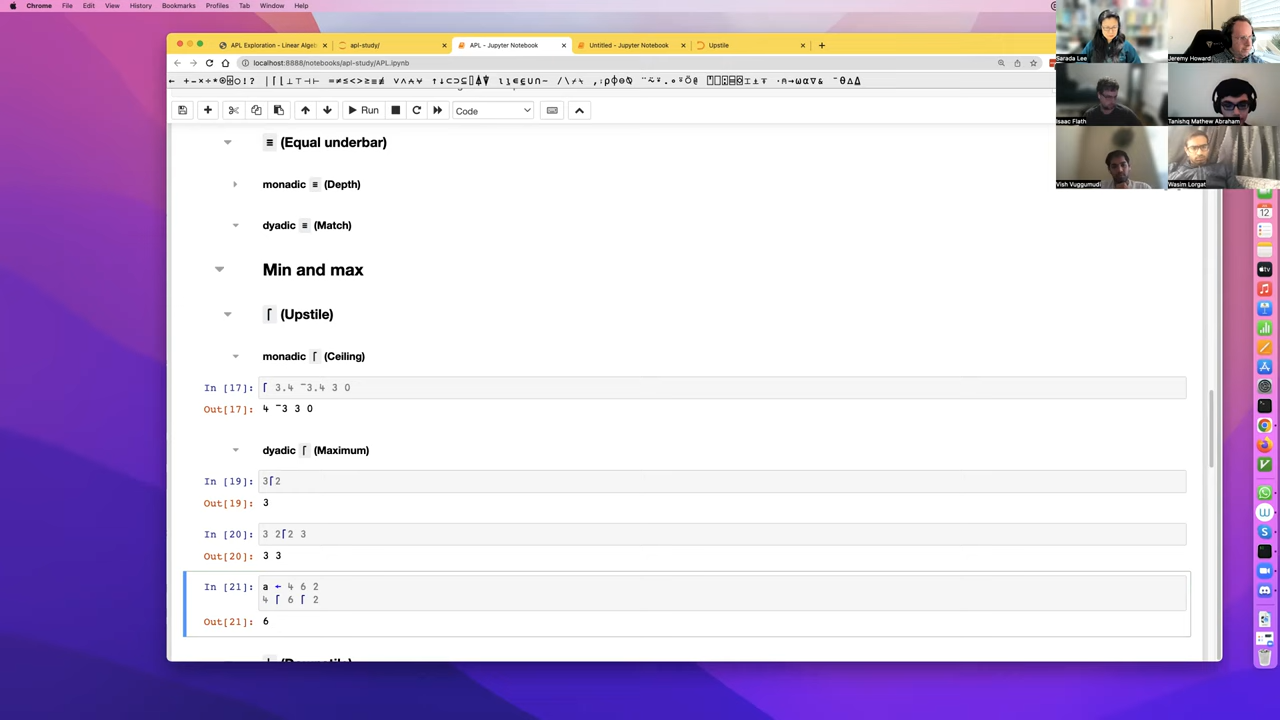 Chrome File Edit View History Bookmarks Profiles Tab Window Help
APL Exploration - Linear Algeb
apl-study/
APL - Jupyter Notebook
Untitled - Jupyter Notebook
Upstile
localhost:8888/notebooks/apl-study/APL.ipynb
Run
Code
≡ (Equal underbar)
monadic ≡ (Depth)
dyadic ≡ (Match)
Min and max
⌈ (Upstile)
monadic ⌈ (Ceiling)
In [17]: ⌈ 3.4 ¯3.4 3 0
Out[17]: 4 ¯3 3 0
dyadic ⌈ (Maximum)
In [19]: 3⌈2
Out[19]: 3
In [20]: 3 2⌈2 3
Out[20]: 3 3
In [21]: a ← 4 6 2
4 ⌈ 6 ⌈ 2
Out[21]: 6
Sarada Lee
Jeremy Howard
Isaac Flath
Tanishq Mathew Abraham
Vish Vuggumudi
Wasim Lorgat
12